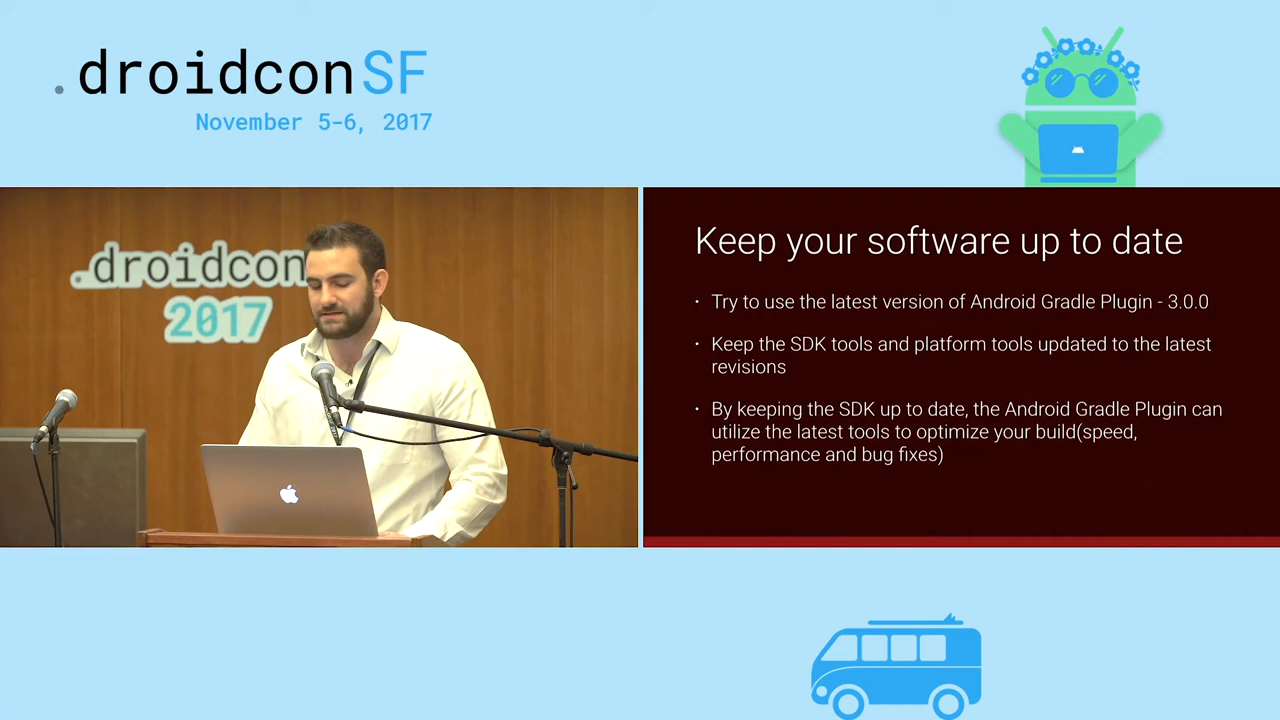 .droidconSF
November 5-6, 2017
.droidcon
2017
Keep your software up to date
• Try to use the latest version of Android Gradle Plugin - 3.0.0
• Keep the SDK tools and platform tools updated to the latest
revisions
• By keeping the SDK up to date, the Android Gradle Plugin can
utilize the latest tools to optimize your build(speed,
performance and bug fixes)